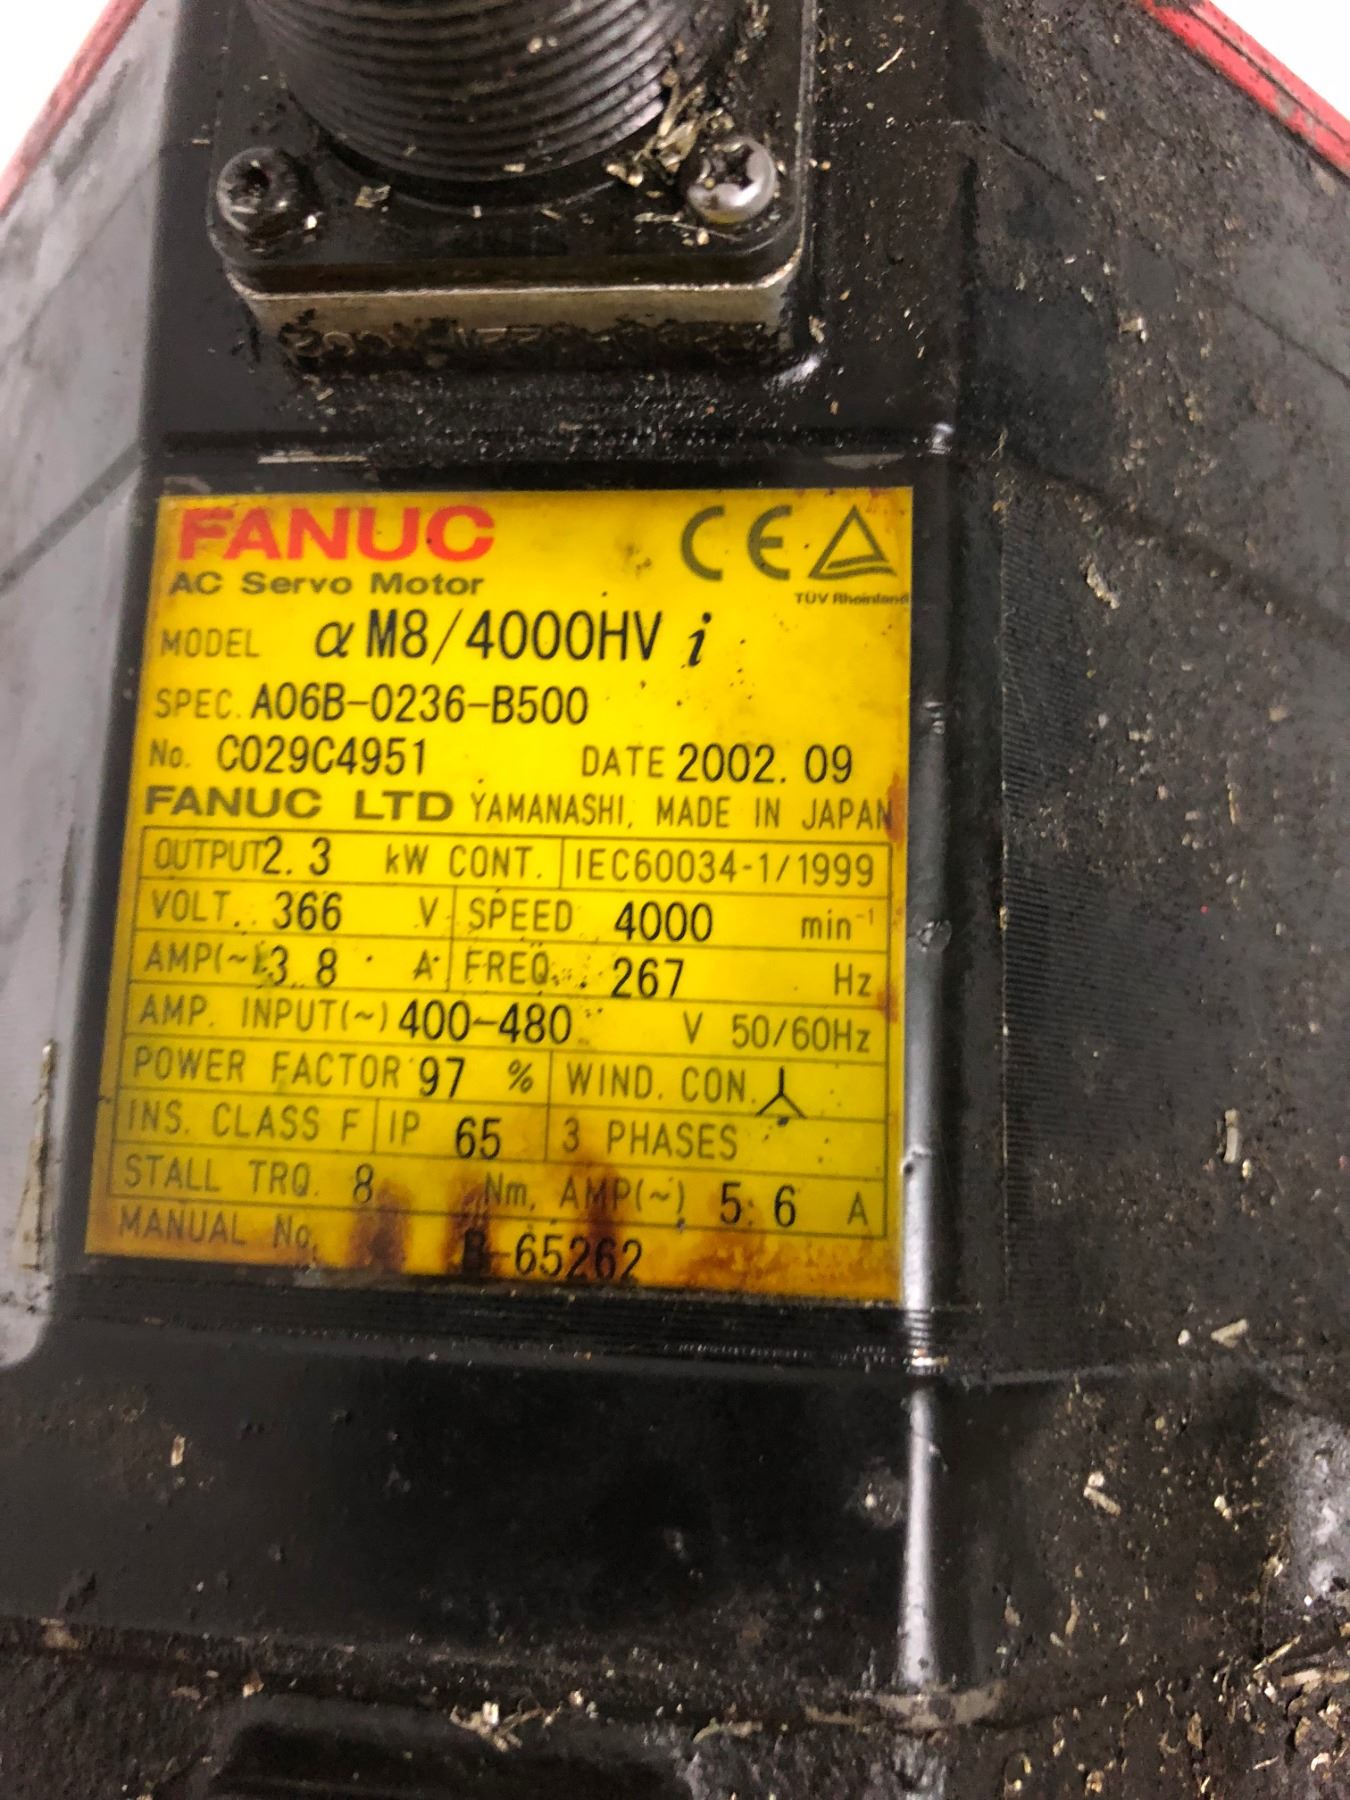 FANUC CE
AC Servo Motor TÜV Rheinland
MODEL αM8/4000HV i
SPEC. A06B-0236-B500
No. C029C4951 DATE 2002. 09
FANUC LTD YAMANASHI, MADE IN JAPAN
OUTPUT 2. 3 kW CONT. IEC60034-1/1999
VOLT. 366 V SPEED 4000 min⁻¹
AMP(~) 3. 8 A FREQ. 267 Hz
AMP. INPUT(~) 400-480 V 50/60Hz
POWER FACTOR 97 % WIND. CON.
INS. CLASS F IP 65 3 PHASES
STALL TRQ. 8 Nm, AMP(~) 5. 6 A
MANUAL No. B-65262